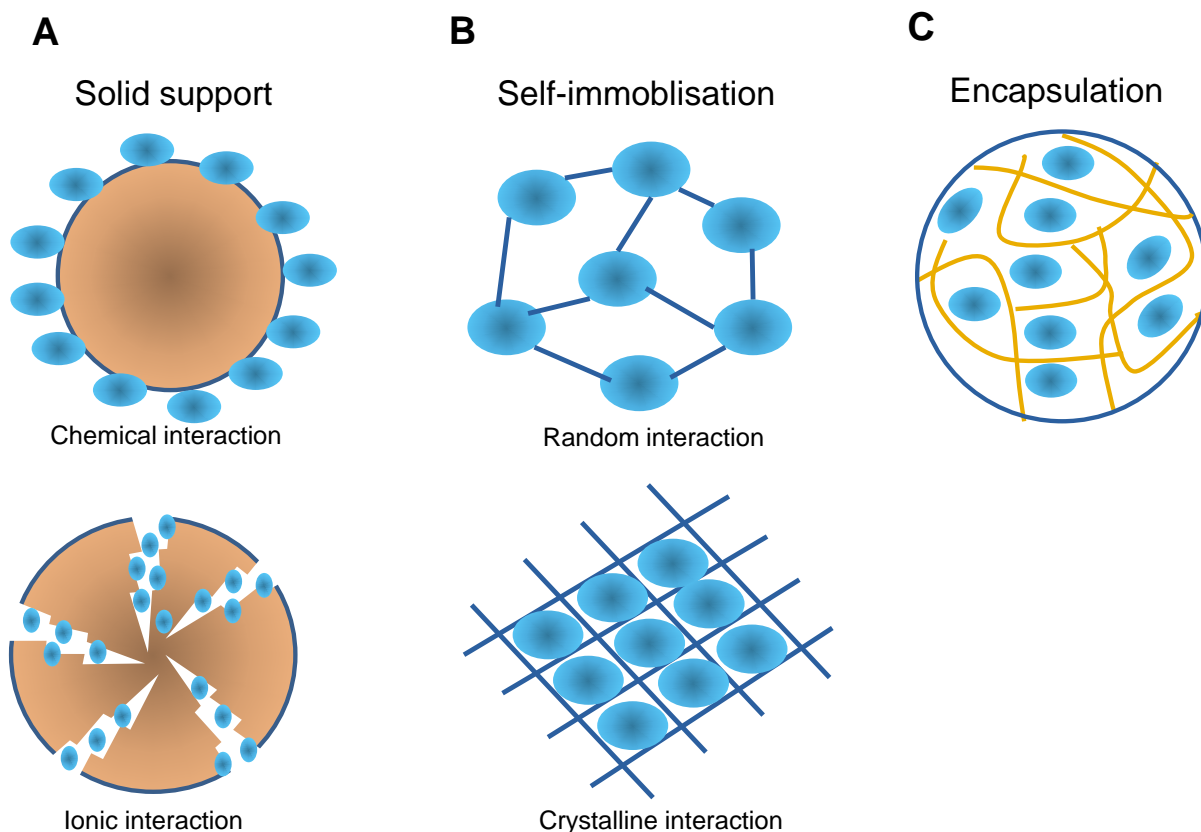 A
B
C
Solid support
Self-immoblisation
Encapsulation
Chemical interaction
Random interaction
Ionic interaction
Crystalline interaction